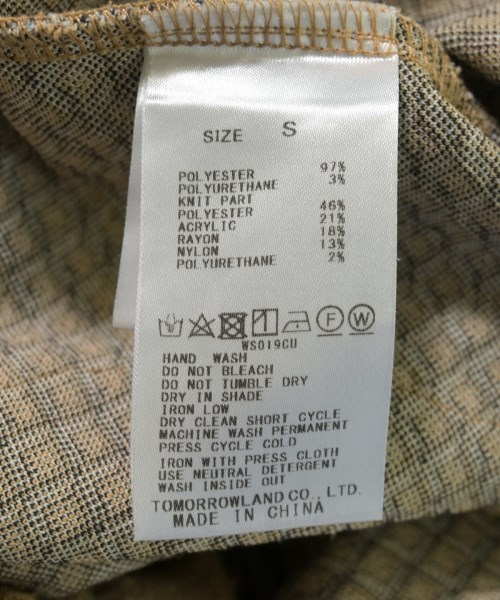 SIZE S
POLYESTER 97%
POLYURETHANE 3%
KNIT PART
POLYESTER 46%
ACRYLIC 21%
RAYON 18%
NYLON 13%
POLYURETHANE 2%
F W
WS019CU
HAND WASH
DO NOT BLEACH
DO NOT TUMBLE DRY
DRY IN SHADE
IRON LOW
DRY CLEAN SHORT CYCLE
MACHINE WASH PERMANENT
PRESS CYCLE COLD
IRON WITH PRESS CLOTH
USE NEUTRAL DETERGENT
WASH INSIDE OUT
TOMORROWLAND CO., LTD.
MADE IN CHINA